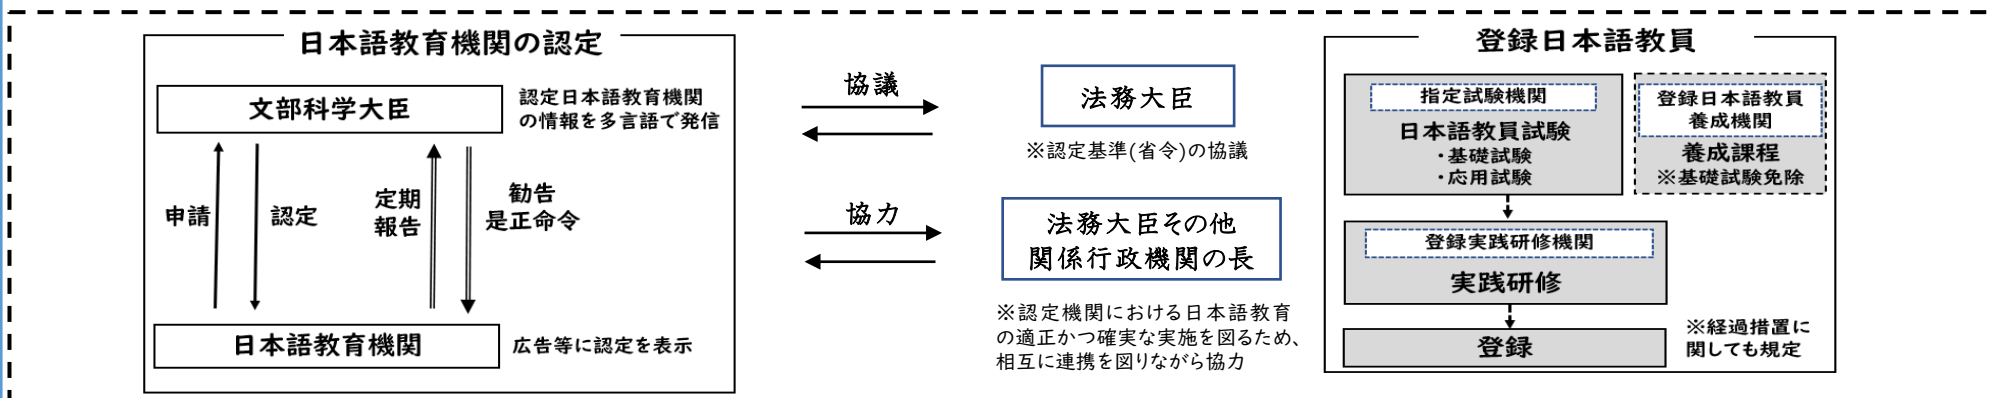 日本語教育機関の認定
文部科学大臣
認定日本語教育機関
の情報を多言語で発信
申請
認定
定期
報告
勧告
是正命令
日本語教育機関
広告等に認定を表示
協議
法務大臣
※認定基準(省令)の協議
協力
法務大臣その他
関係行政機関の長
※認定機関における日本語教育
の適正かつ確実な実施を図るため、
相互に連携を図りながら協力
登録日本語教員
指定試験機関
日本語教員試験
・基礎試験
・応用試験
登録日本語教員
養成機関
養成課程
※基礎試験免除
登録実践研修機関
実践研修
登録
※経過措置に
関しても規定